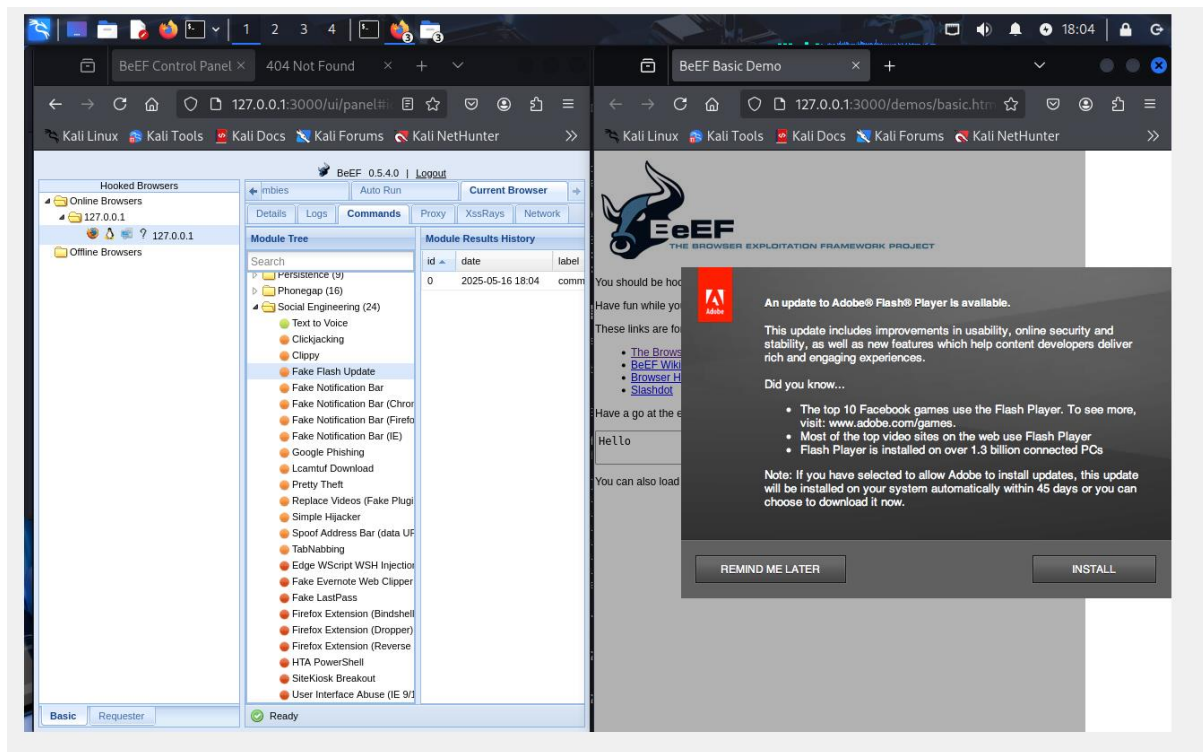 1 2 3 4
3
3
18:04
BeEF Control Panel
404 Not Found
127.0.0.1:3000/ui/panel#
Kali Linux Kali Tools Kali Docs Kali Forums Kali NetHunter
BeEF 0.5.4.0 | Logout
Hooked Browsers
Online Browsers
127.0.0.1
? 127.0.0.1
Offline Browsers
Basic Requester
mbies Auto Run Current Browser
Details Logs Commands Proxy XssRays Network
Module Tree
Search
Persistence (9)
Phonegap (16)
Social Engineering (24)
Text to Voice
Clickjacking
Clippy
Fake Flash Update
Fake Notification Bar
Fake Notification Bar (Chror
Fake Notification Bar (Firefo
Fake Notification Bar (IE)
Google Phishing
Lcamtuf Download
Pretty Theft
Replace Videos (Fake Plugi
Simple Hijacker
Spoof Address Bar (data UF
TabNabbing
Edge WScript WSH Injection
Fake Evernote Web Clipper
Fake LastPass
Firefox Extension (Bindshell
Firefox Extension (Dropper)
Firefox Extension (Reverse
HTA PowerShell
SiteKiosk Breakout
User Interface Abuse (IE 9/1
Module Results History
id date label
0 2025-05-16 18:04 comm
Ready
BeEF Basic Demo
127.0.0.1:3000/demos/basic.htm
Kali Linux Kali Tools Kali Docs Kali Forums Kali NetHunter
BeEF
THE BROWSER EXPLOITATION FRAMEWORK PROJECT
You should be hoo
Have fun while yo
These links are fo
The Brows
BeEF Wiki
Browser H
Slashdot
Have a go at the e
Hello
You can also load
Adobe
An update to Adobe® Flash® Player is available.
This update includes improvements in usability, online security and
stability, as well as new features which help content developers deliver
rich and engaging experiences.
Did you know...
The top 10 Facebook games use the Flash Player. To see more,
visit: www.adobe.com/games.
Most of the top video sites on the web use Flash Player
Flash Player is installed on over 1.3 billion connected PCs
Note: If you have selected to allow Adobe to install updates, this update
will be installed on your system automatically within 45 days or you can
choose to download it now.
REMIND ME LATER
INSTALL